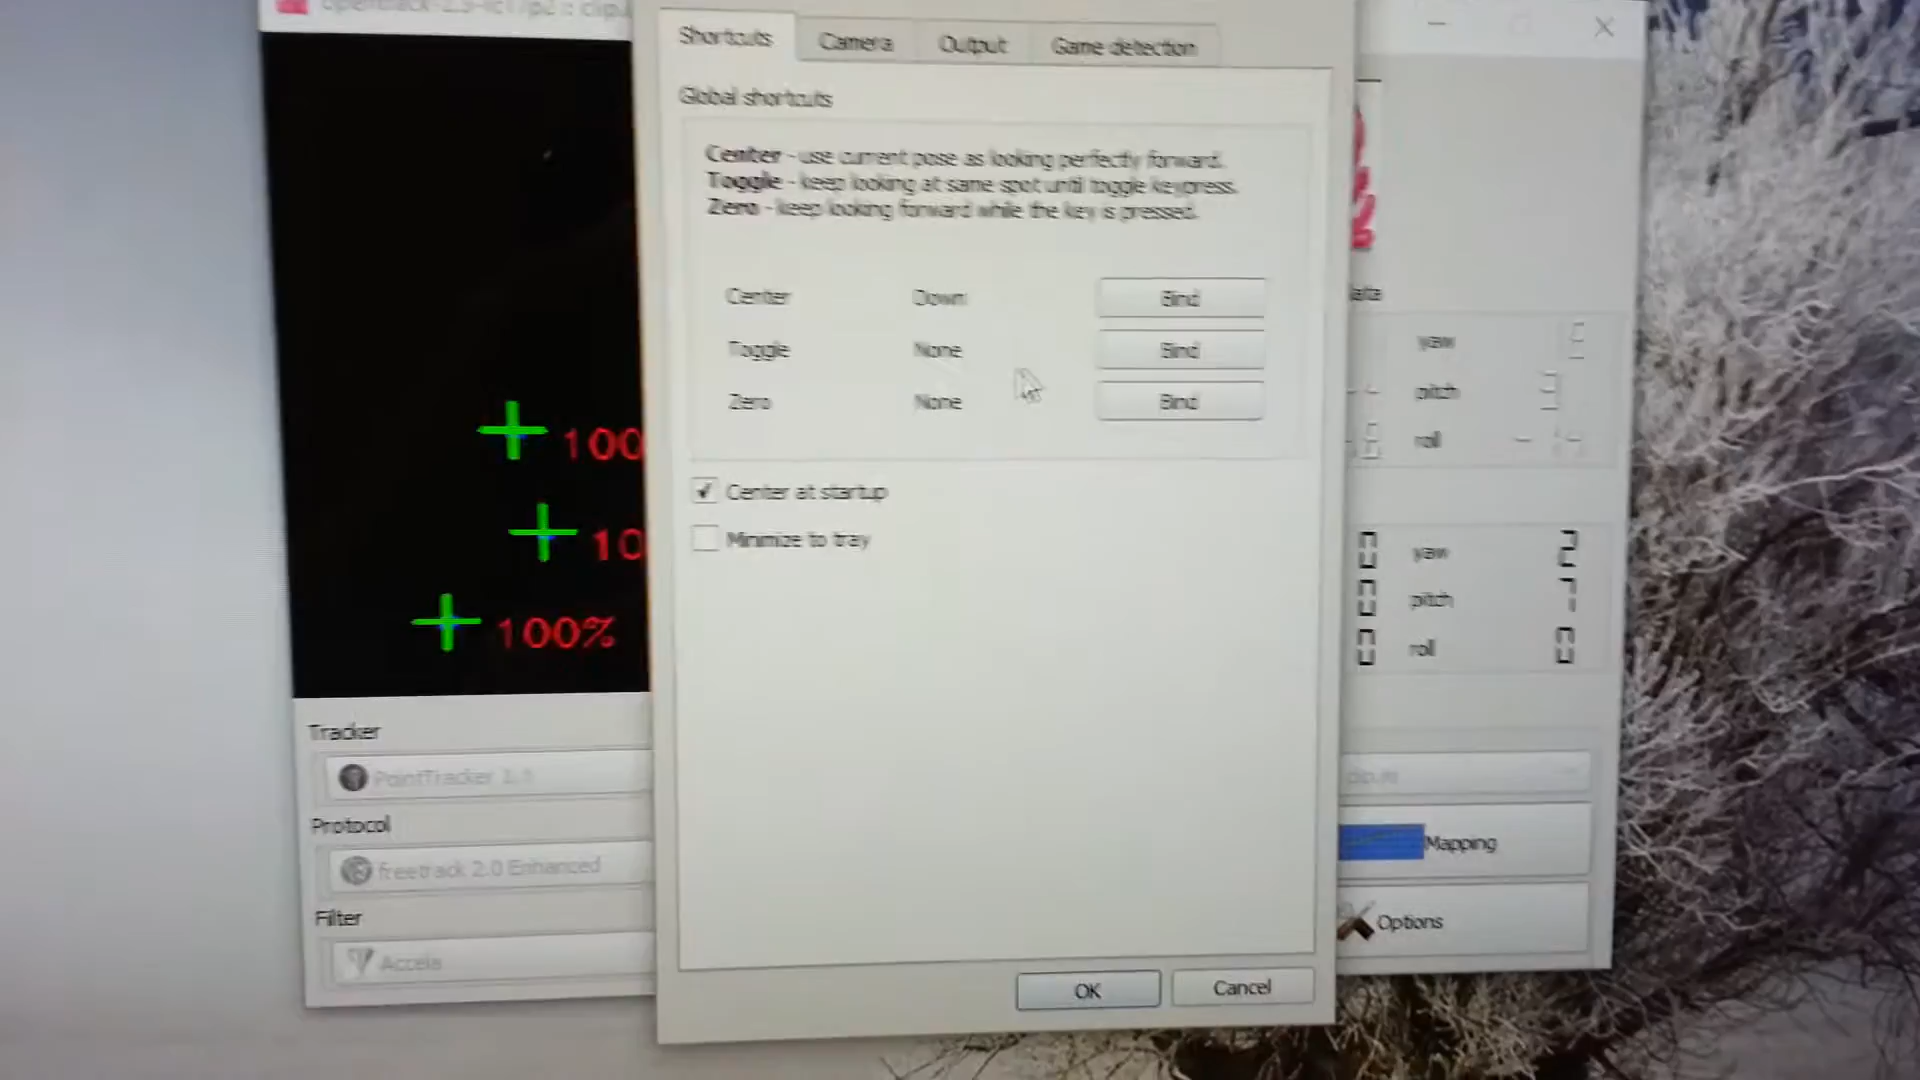 Shortcuts Camera Output Game detection
Global shortcuts
Center - use current pose as looking perfectly forward.
Toggle - keep looking at same spot until toggle keypress.
Zero - keep looking forward while the key is pressed.
Center Down Bind
Toggle None Bind
Zero None Bind
Center at startup
Minimize to tray
OK Cancel
100
10
100%
Tracker
PointTracker 1.1
Protocol
freetrack 2.0 Enhanced
Filter
Accela
yaw
pitch
roll
yaw 2
pitch
roll
Mapping
Options